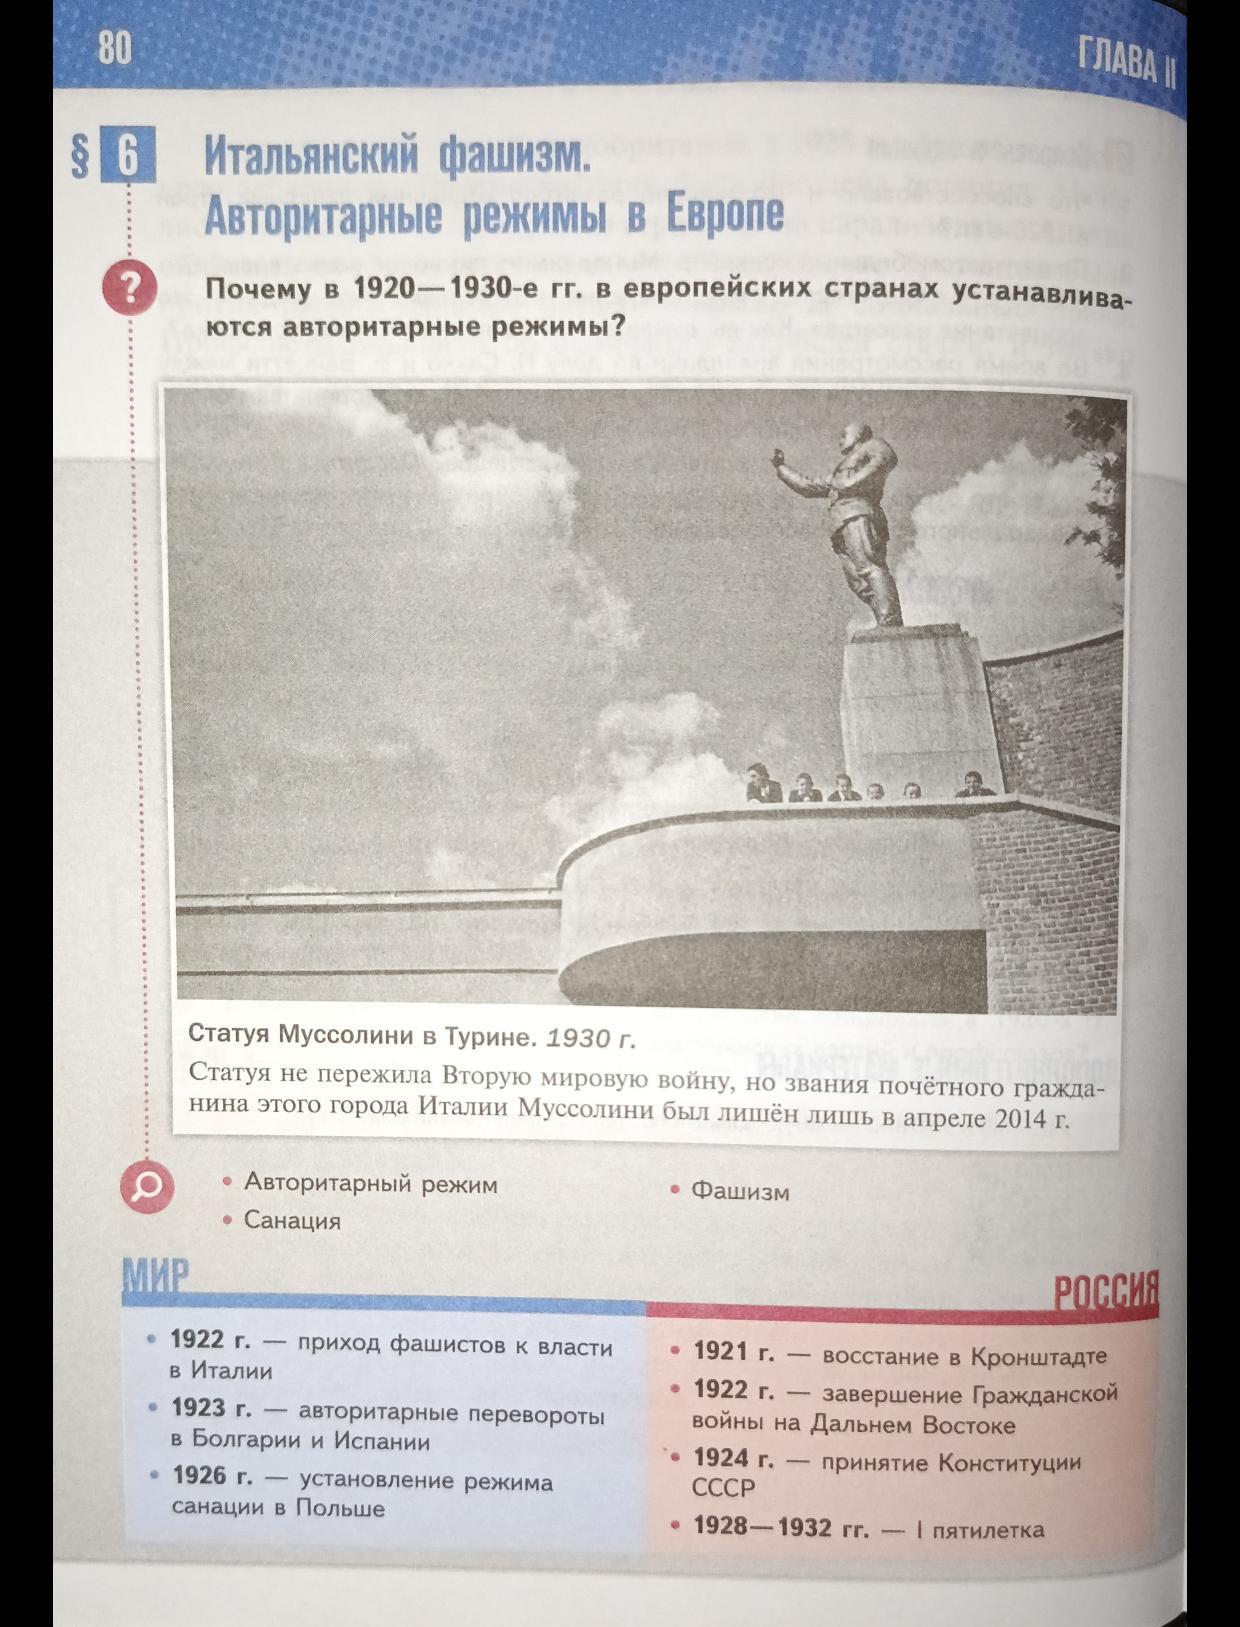 80
ГЛАВА II
§ 6
Итальянский фашизм.
Авторитарные режимы в Европе
?
Почему в 1920—1930-е гг. в европейских странах устанавлива-
ются авторитарные режимы?
Статуя Муссолини в Турине. 1930 г.
Статуя не пережила Вторую мировую войну, но звания почётного гражда-
нина этого города Италии Муссолини был лишён лишь в апреле 2014 г.
• Авторитарный режим
• Санация
• Фашизм
МИР
• 1922 г. — приход фашистов к власти
в Италии
• 1923 г. — авторитарные перевороты
в Болгарии и Испании
• 1926 г. — установление режима
санации в Польше
РОССИЯ
• 1921 г. — восстание в Кронштадте
• 1922 г. — завершение Гражданской
войны на Дальнем Востоке
• 1924 г. — принятие Конституции
СССР
• 1928—1932 гг. — I пятилетка